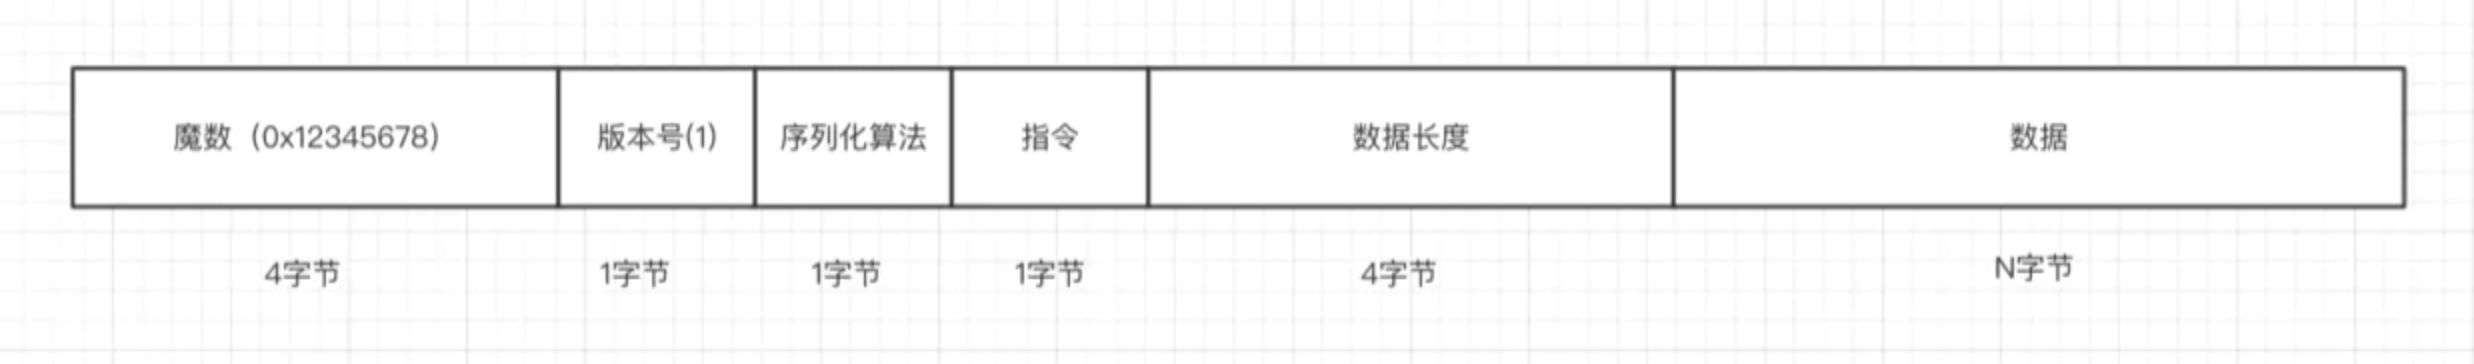 魔数（0x12345678） 版本号(1) 序列化算法 指令 数据长度 数据
4字节 1字节 1字节 1字节 4字节 N字节